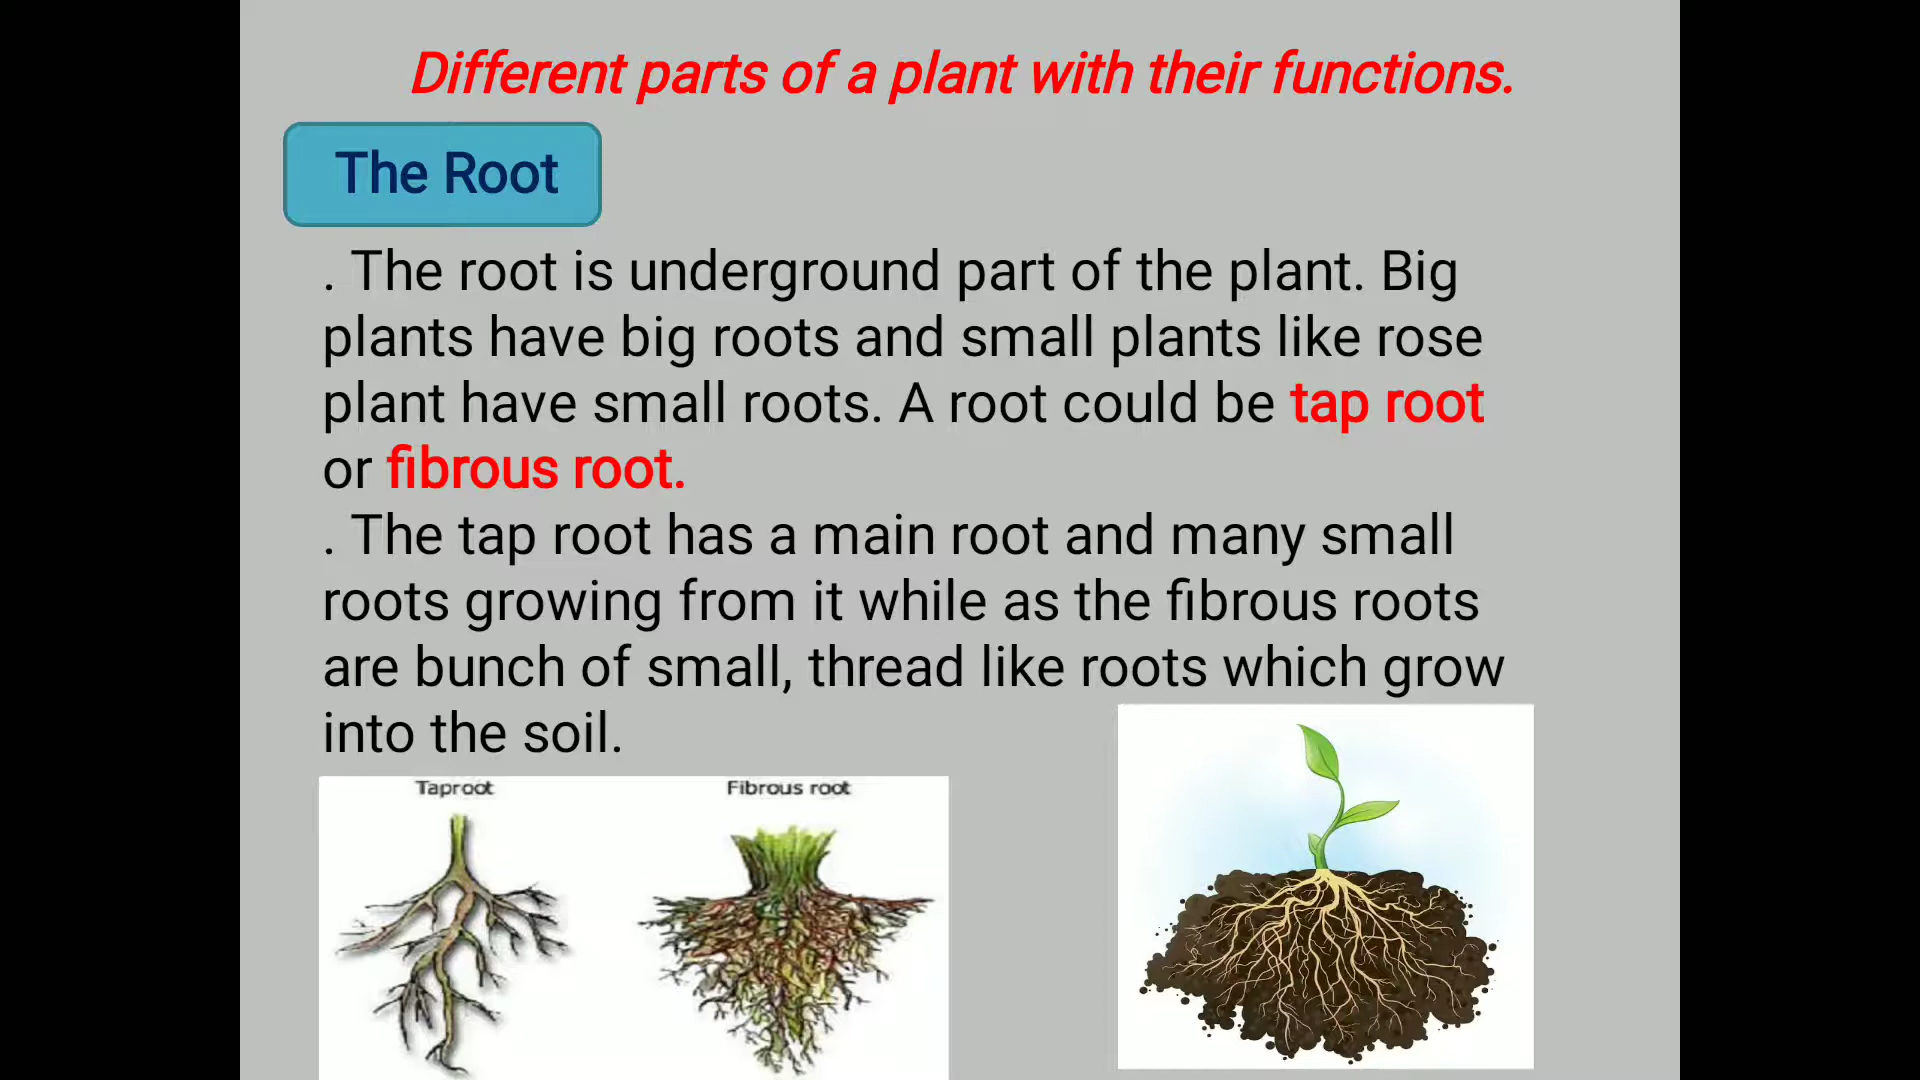 Different parts of a plant with their functions.
The Root
. The root is underground part of the plant. Big
plants have big roots and small plants like rose
plant have small roots. A root could be tap root
or fibrous root.
. The tap root has a main root and many small
roots growing from it while as the fibrous roots
are bunch of small, thread like roots which grow
into the soil.
Taproot
Fibrous root